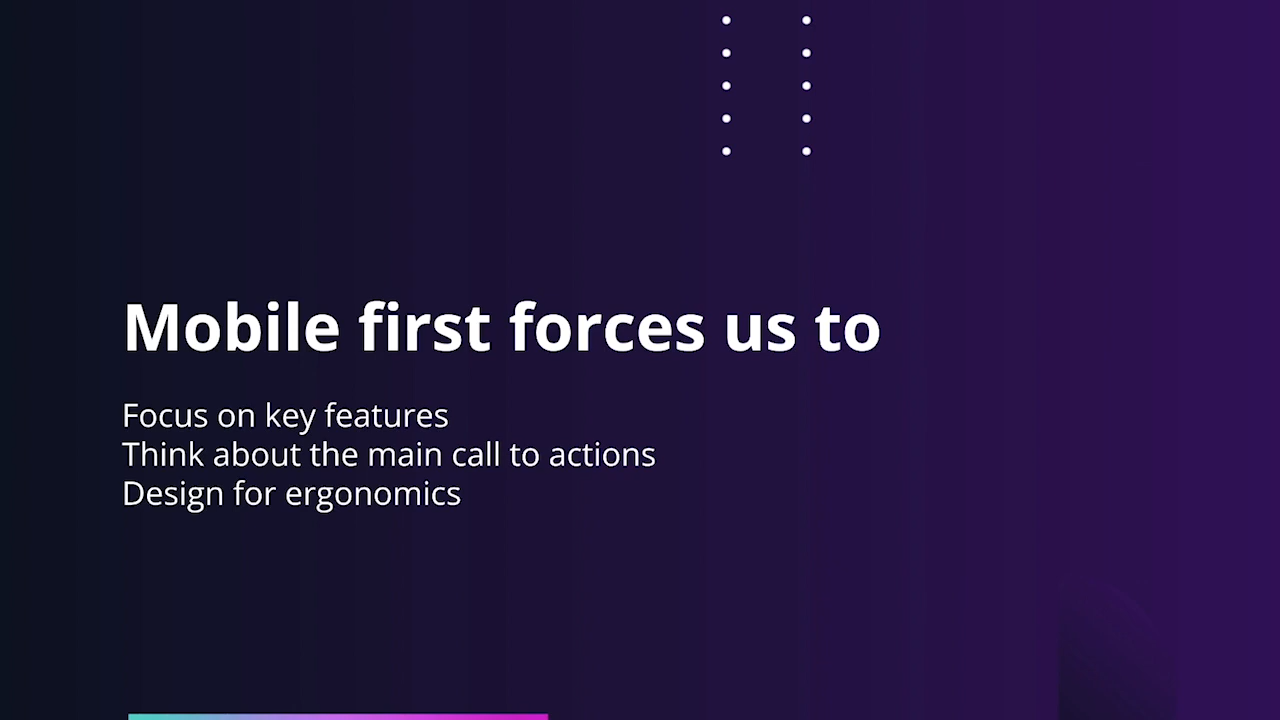 Mobile first forces us to
Focus on key features
Think about the main call to actions
Design for ergonomics